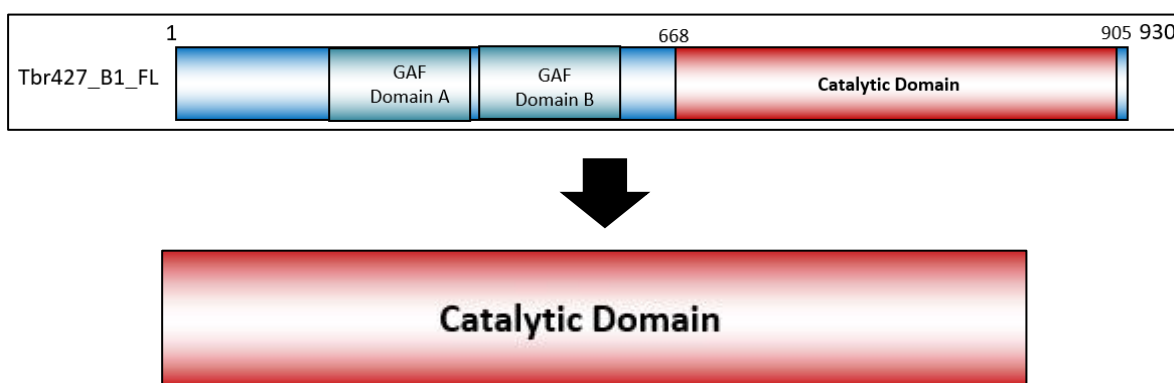 1 668 905 930
Tbr427_B1_FL
GAF
Domain A
GAF
Domain B
Catalytic Domain
Catalytic Domain